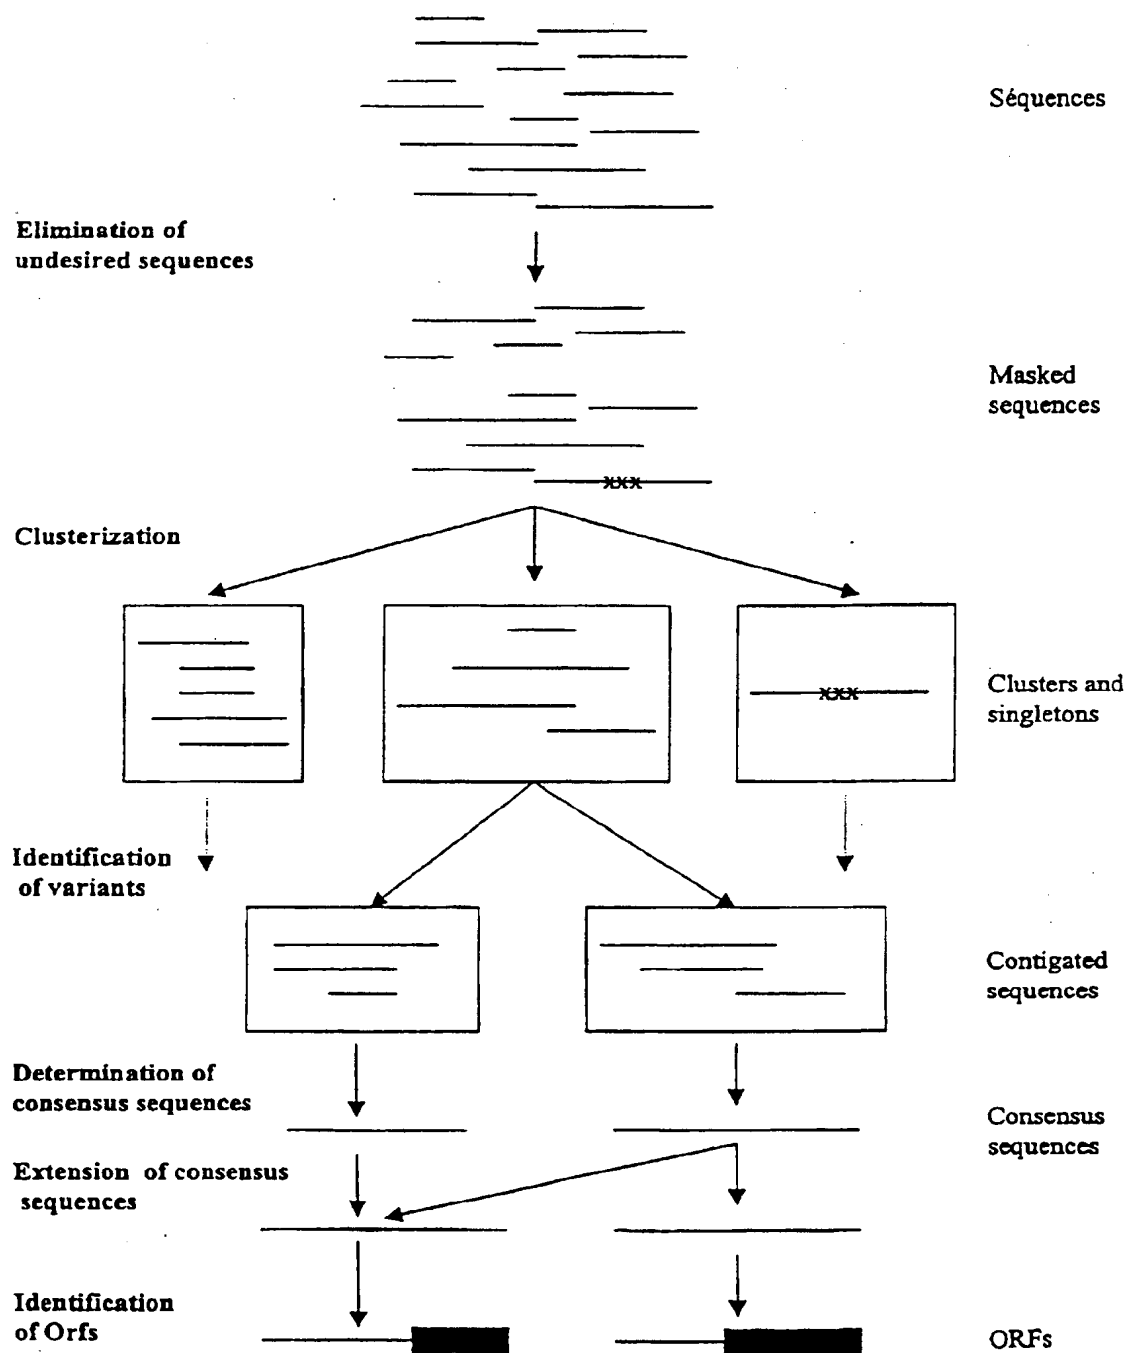 Séquences
Elimination of
undesired sequences
Masked
sequences
xxx
Clusterization
xxx
Clusters and
singletons
Identification
of variants
Contigated
sequences
Determination of
consensus sequences
Consensus
sequences
Extension of consensus
sequences
Identification
of Orfs
ORFs